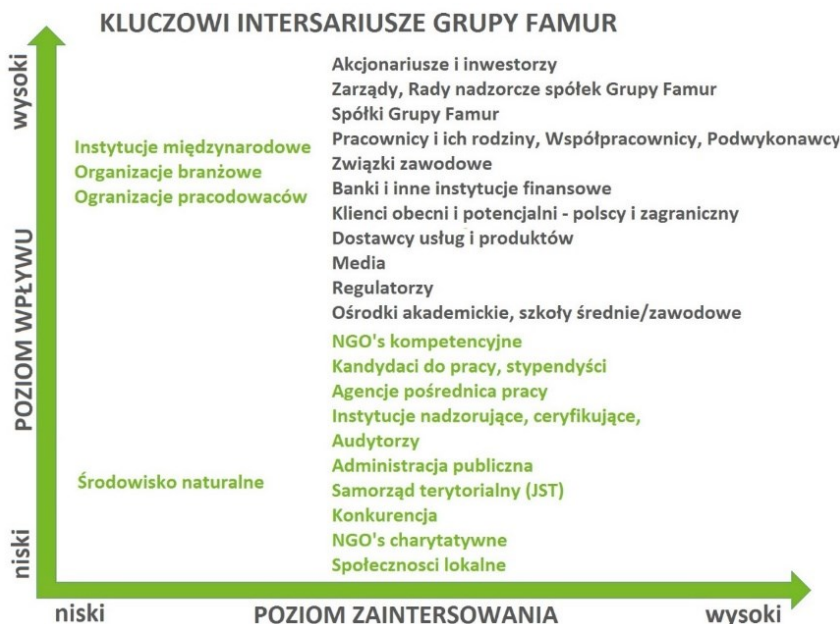 KLUCZOWI INTERSARIUSZE GRUPY FAMUR
wysoki
POZIOM WPŁYWU
niski
Instytucje międzynarodowe
Organizacje branżowe
Ogranizacje pracodowaców
Środowisko naturalne
Akcjonariusze i inwestorzy
Zarządy, Rady nadzorcze spółek Grupy Famur
Spółki Grupy Famur
Pracownicy i ich rodziny, Współpracownicy, Podwykonawcy
Związki zawodowe
Banki i inne instytucje finansowe
Klienci obecni i potencjalni - polscy i zagraniczny
Dostawcy usług i produktów
Media
Regulatorzy
Ośrodki akademickie, szkoły średnie/zawodowe
NGO's kompetencyjne
Kandydaci do pracy, stypendyści
Agencje pośrednica pracy
Instytucje nadzorujące, ceryfikujące,
Audytorzy
Administracja publiczna
Samorząd terytorialny (JST)
Konkurencja
NGO's charytatywne
Społecznosci lokalne
niski
POZIOM ZAINTERSOWANIA
wysoki